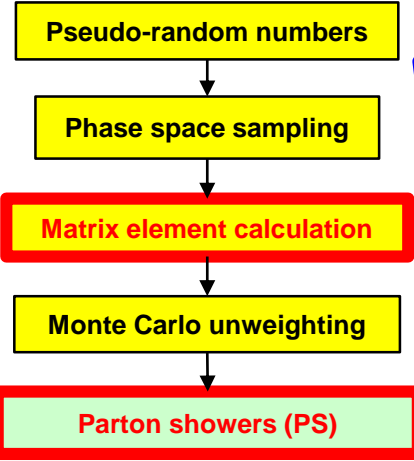 Pseudo-random numbers
Phase space sampling
Matrix element calculation
Monte Carlo unweighting
Parton showers (PS)